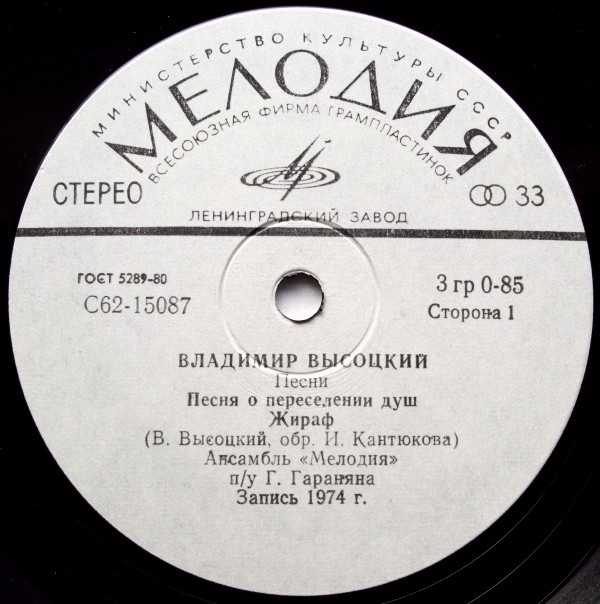 МИНИСТЕРСТВО КУЛЬТУРЫ СССР
МЕЛОДИЯ
ВСЕСОЮЗНАЯ ФИРМА ГРАМПЛАСТИНОК
СТЕРЕО
33
ЛЕНИНГРАДСКИЙ ЗАВОД
ГОСТ 5289-80
С62-15087
3 гр 0-85
Сторона 1
ВЛАДИМИР ВЫСОЦКИЙ
Песни
Песня о переселении душ
Жираф
(В. Высоцкий, обр. И. Кантюкова)
Ансамбль «Мелодия»
п/у Г. Гараняна
Запись 1974 г.